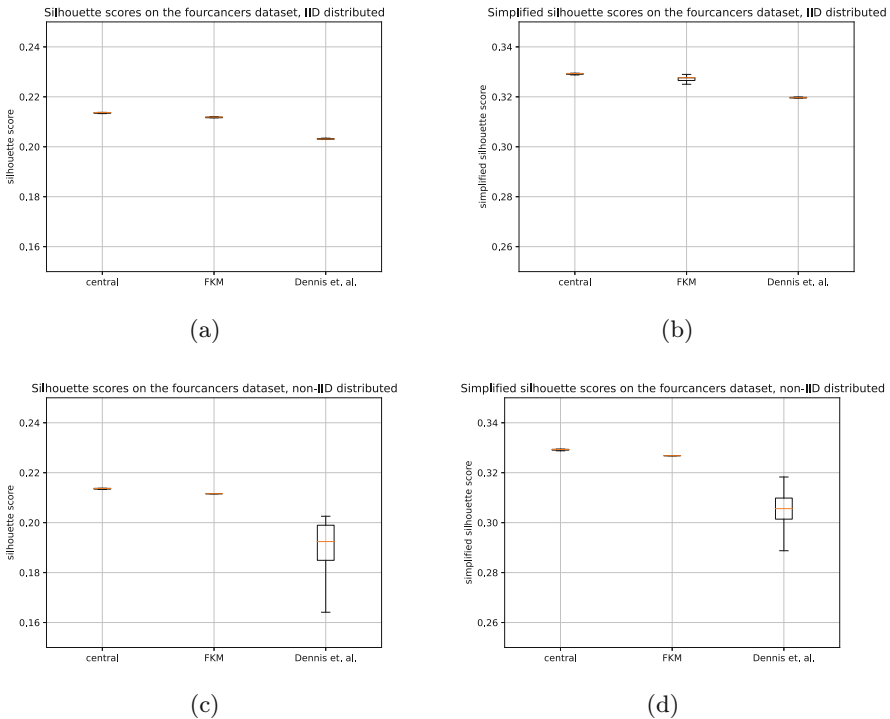 Silhouette scores on the fourcancers dataset, IID distributed
silhouette score
0.24
0.22
0.20
0.18
0.16
central
FKM
Dennis et. al.
(a)
Simplified silhouette scores on the fourcancers dataset, IID distributed
simplified silhouette score
0.34
0.32
0.30
0.28
0.26
central
FKM
Dennis et. al.
(b)
Silhouette scores on the fourcancers dataset, non-IID distributed
silhouette score
0.24
0.22
0.20
0.18
0.16
central
FKM
Dennis et. al.
(c)
Simplified silhouette scores on the fourcancers dataset, non-IID distributed
simplified silhouette score
0.34
0.32
0.30
0.28
0.26
central
FKM
Dennis et. al.
(d)